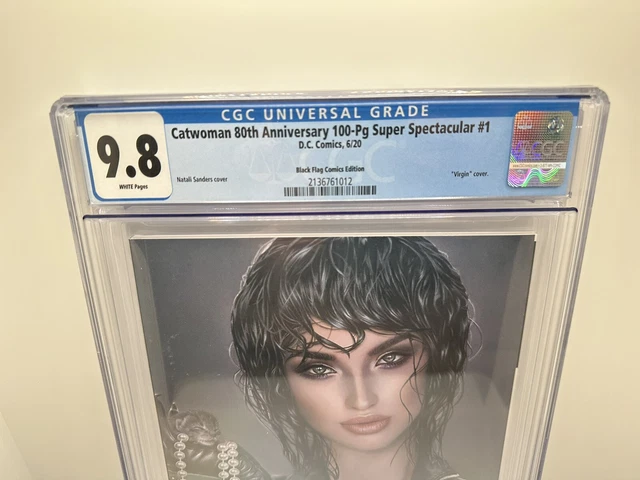 CGC UNIVERSAL GRADE
9.8
WHITE Pages
Catwoman 80th Anniversary 100-Pg Super Spectacular #1
D.C. Comics, 6/20
Black Flag Comics Edition
Natali Sanders cover
"Virgin" cover.
2136761012
CGC